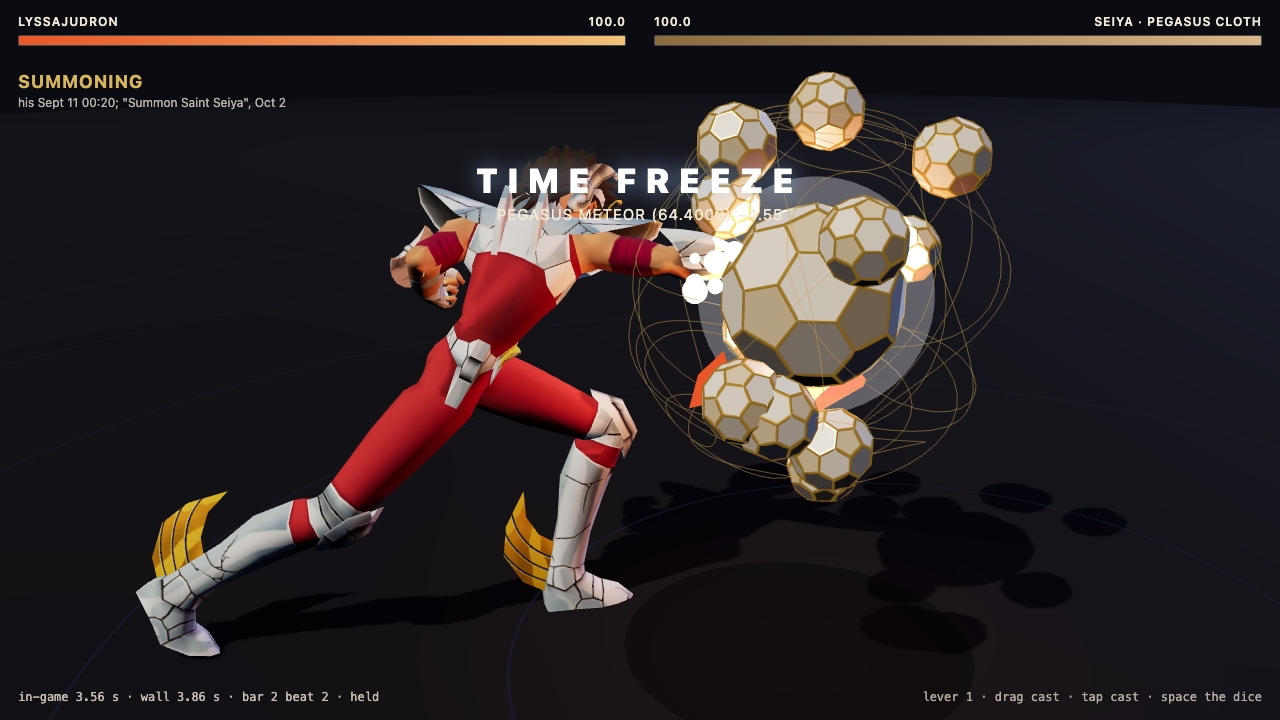 LYSSAJUDRON 100.0
100.0 SEIYA · PEGASUS CLOTH
SUMMONING
his Sept 11 00:20; "Summon Saint Seiya", Oct 2
TIME FREEZE
PEGASUS METEOR (64.400
in-game 3.56 s · wall 3.86 s · bar 2 beat 2 · held
lever 1 · drag cast · tap cast · space the dice